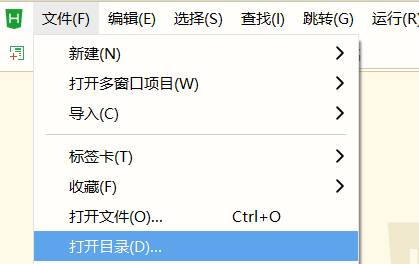 文件(F) 编辑(E) 选择(S) 查找(I) 跳转(G) 运行(R)
新建(N)
打开多窗口项目(W)
导入(C)
标签卡(T)
收藏(F)
打开文件(O)... Ctrl+O
打开目录(D)...